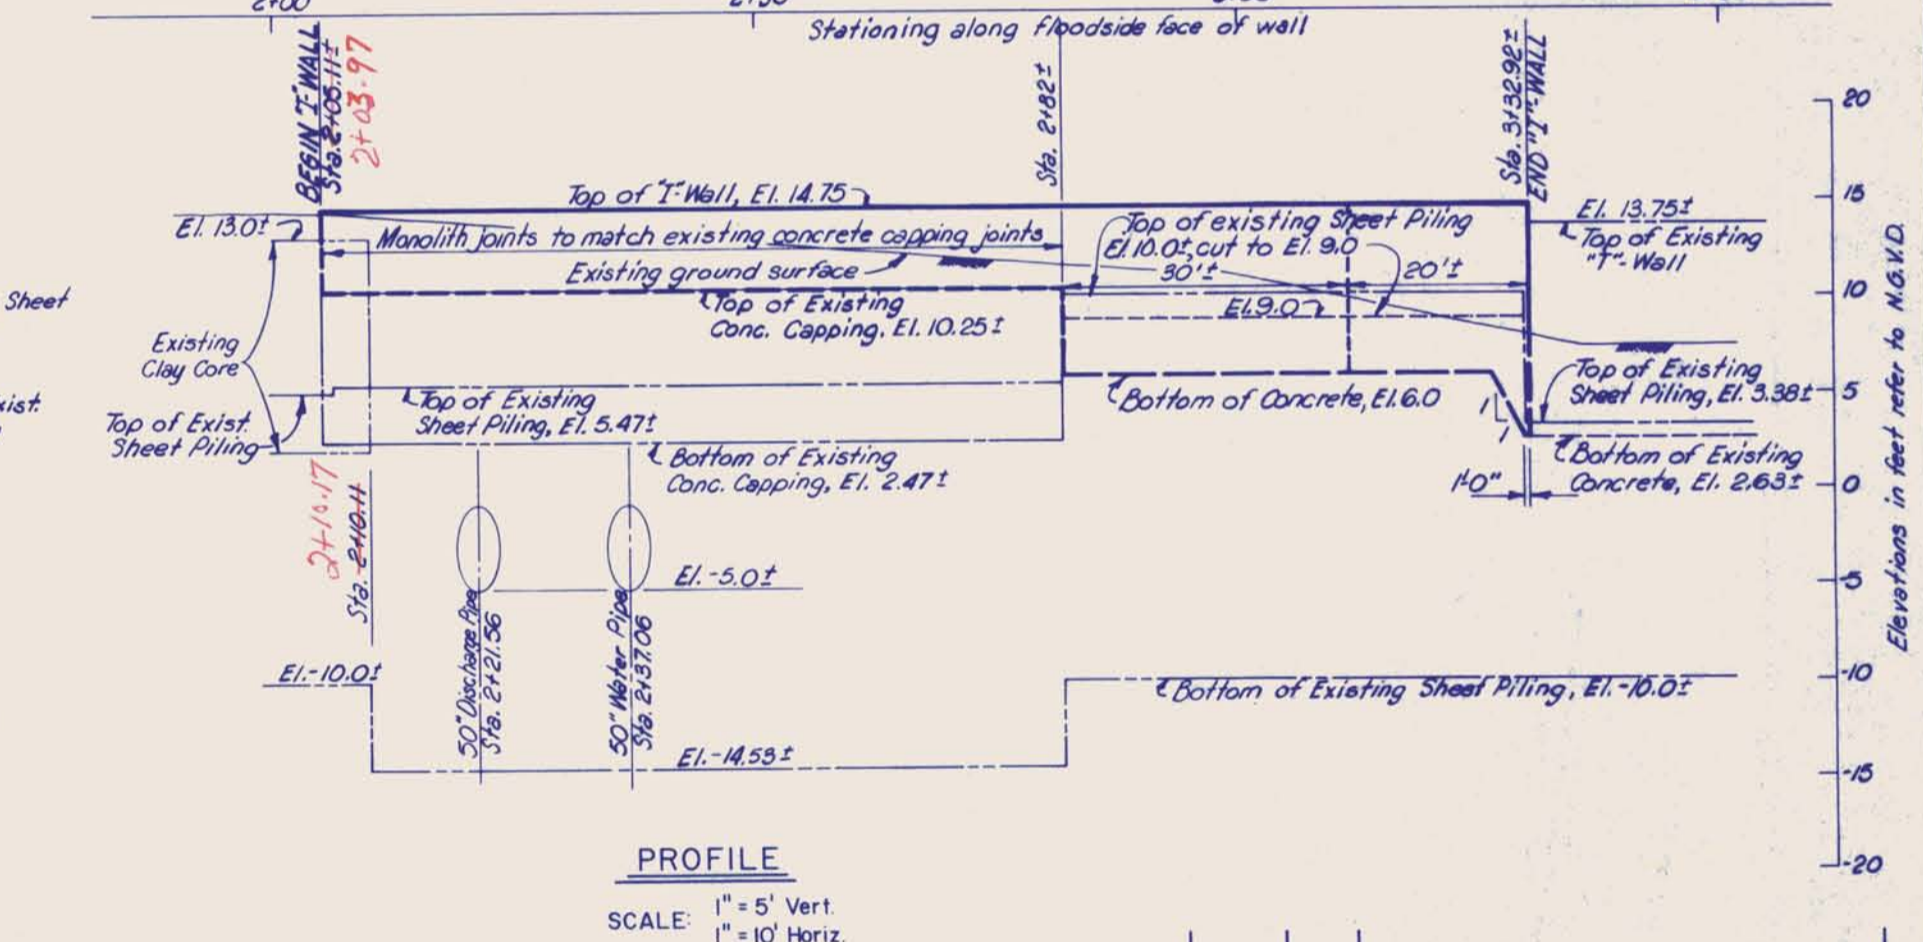 Stationing along floodside face of wall
BEGIN "I"-WALL
Sta. 2+05.11±
2+03.97
Sta. 2+82±
Sta. 3+32.92±
END "I"-WALL
20
15
10
5
0
-5
-10
-15
-20
Elevations in feet refer to N.G.V.D.
Top of "I"-Wall, El. 14.75
El. 13.0±
Monolith joints to match existing concrete capping joints
Existing ground surface
Top of existing Sheet Piling
El. 10.0±, cut to El. 9.0
30'±
20'±
El. 13.75±
Top of Existing
"T"-Wall
Sheet
Top of Existing
Conc. Capping, El. 10.25±
El. 9.0
Existing
Clay Core
Top of Existing
Sheet Piling, El. 5.47±
Bottom of Concrete, El. 6.0
1
1
Top of Existing
Sheet Piling, El. 3.38±
Top of Exist.
Sheet Piling
Bottom of Existing
Conc. Capping, El. 2.47±
1'-0"
Bottom of Existing
Concrete, El. 2.63±
2+10.17
Sta. 2+10.11
El. -5.0±
50" Discharge Pipe
Sta. 2+21.56
50" Water Pipe
Sta. 2+37.06
El. -10.0±
Bottom of Existing Sheet Piling, El. -10.0±
El. -14.53±
PROFILE
SCALE: 1" = 5' Vert.
1" = 10' Horiz.